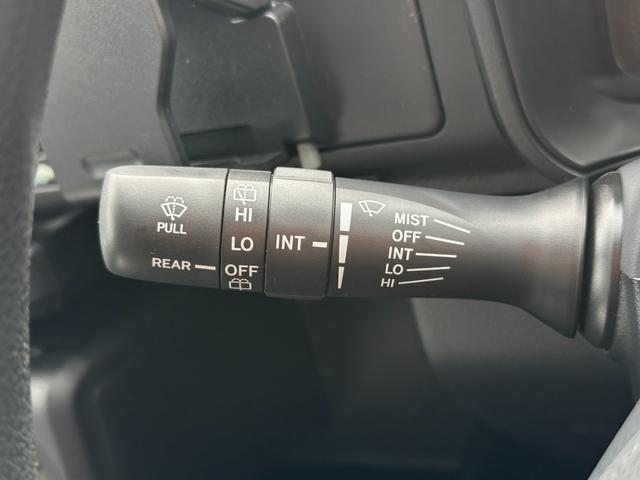 PULL
REAR
HI
LO
OFF
INT
MIST
OFF
INT
LO
HI